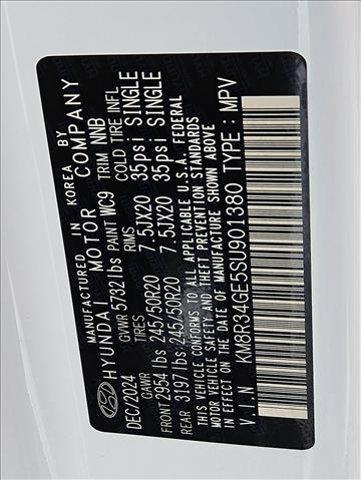 MANUFACTURED IN KOREA BY
HYUNDAI MOTOR COMPANY
DEC/2024 GVWR 5732 lbs PAINT WC9 TRIM NNB
GAWR TIRES RIMS COLD TIRE INFL
FRONT 2954 lbs 245/50R20 7.5JX20 35psi SINGLE
REAR 3197 lbs 245/50R20 7.5JX20 35psi SINGLE
THIS VEHICLE CONFORMS TO ALL APPLICABLE U.S.A. FEDERAL
MOTOR VEHICLE SAFETY, BUMPER, AND THEFT PREVENTION STANDARDS
IN EFFECT ON THE DATE OF MANUFACTURE SHOWN ABOVE
V.I.N KM8R34GE5SU901380 TYPE : MPV